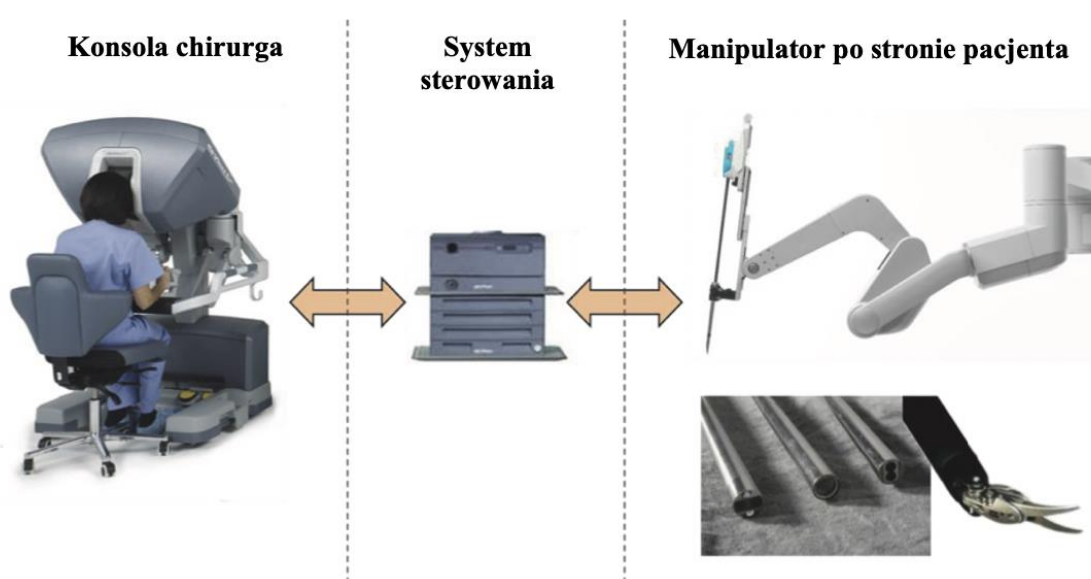 Konsola chirurga
System
sterowania
Manipulator po stronie pacjenta